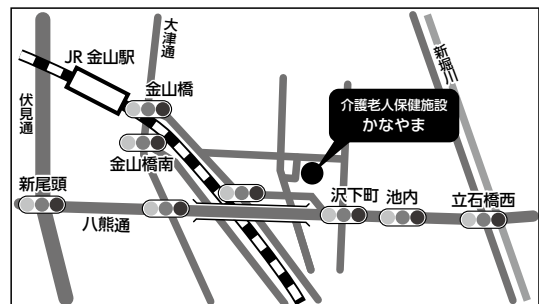 大津通
JR 金山駅
新堀川
伏見通
金山橋
介護老人保健施設
かなやま
金山橋南
新尾頭
沢下町
池内
立石橋西
八熊通